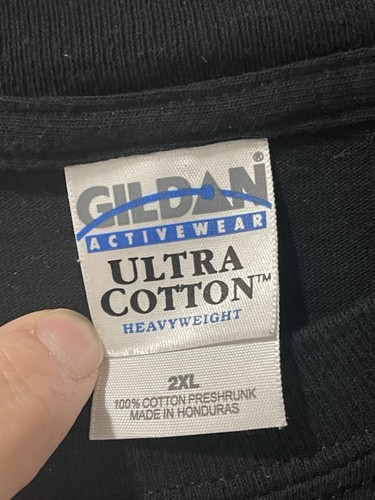 GILDAN®
ACTIVEWEAR
ULTRA
COTTON™
HEAVYWEIGHT
2XL
100% COTTON PRESHRUNK
MADE IN HONDURAS